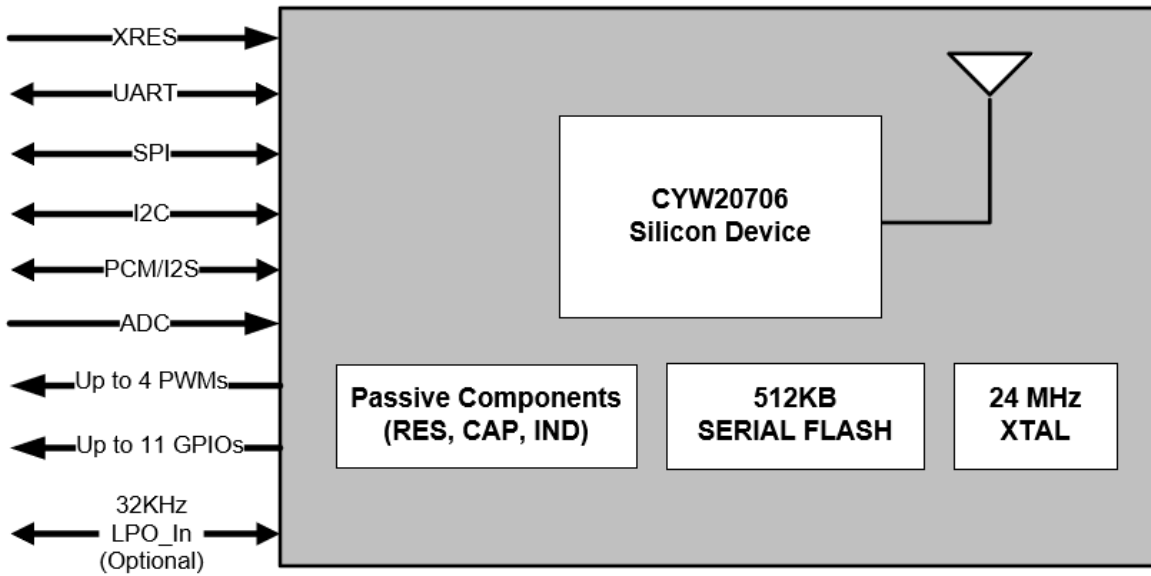 XRES
UART
SPI
I2C
PCM/I2S
ADC
Up to 4 PWMs
Up to 11 GPIOs
32KHz
LPO_In
(Optional)
CYW20706
Silicon Device
Passive Components
(RES, CAP, IND)
512KB
SERIAL FLASH
24 MHz
XTAL